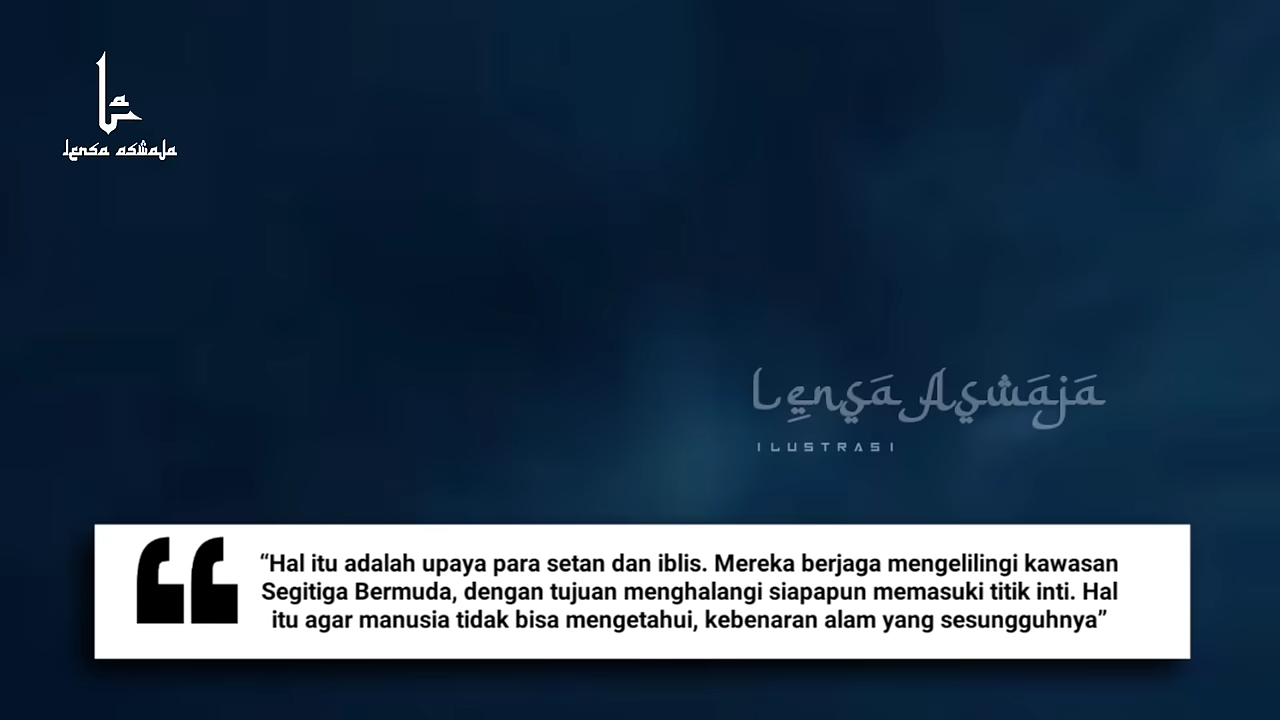 lensa aswaja
Lensa Aswaja
ILUSTRASI
“Hal itu adalah upaya para setan dan iblis. Mereka berjaga mengelilingi kawasan
Segitiga Bermuda, dengan tujuan menghalangi siapapun memasuki titik inti. Hal
itu agar manusia tidak bisa mengetahui, kebenaran alam yang sesungguhnya”